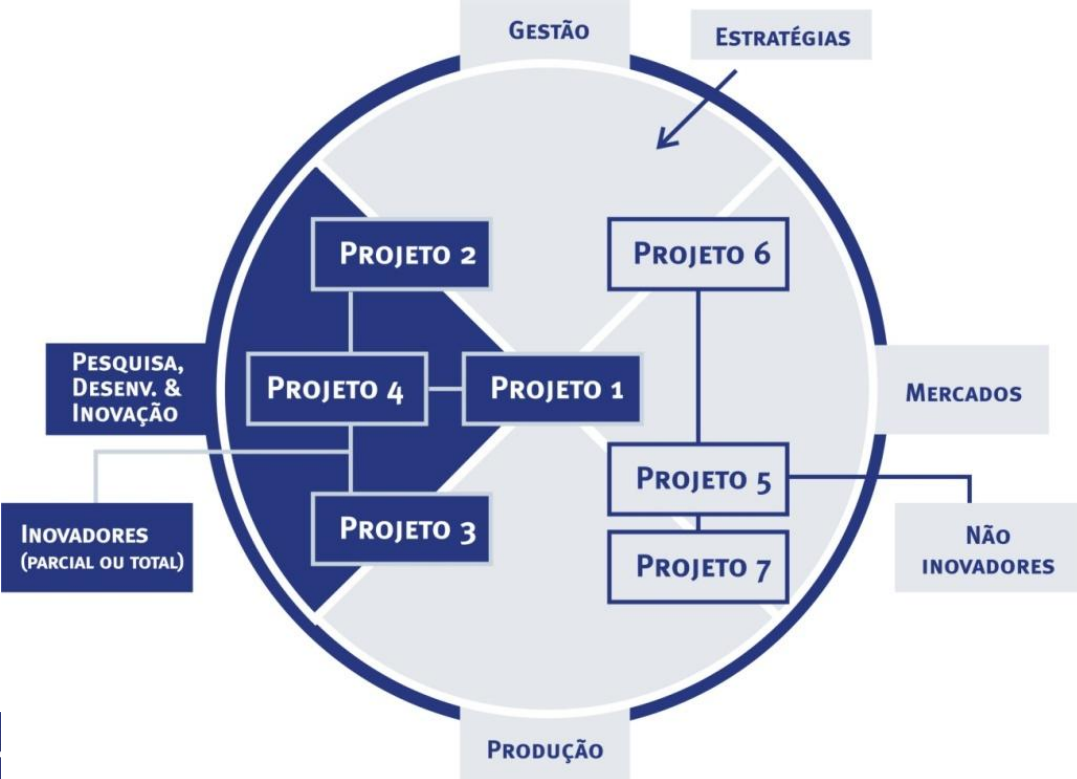 GESTÃO
ESTRATÉGIAS
PROJETO 2
PROJETO 6
PESQUISA,
DESENV. &
INOVAÇÃO
PROJETO 4
PROJETO 1
MERCADOS
PROJETO 5
PROJETO 3
INOVADORES
(PARCIAL OU TOTAL)
NÃO
INOVADORES
PROJETO 7
PRODUÇÃO